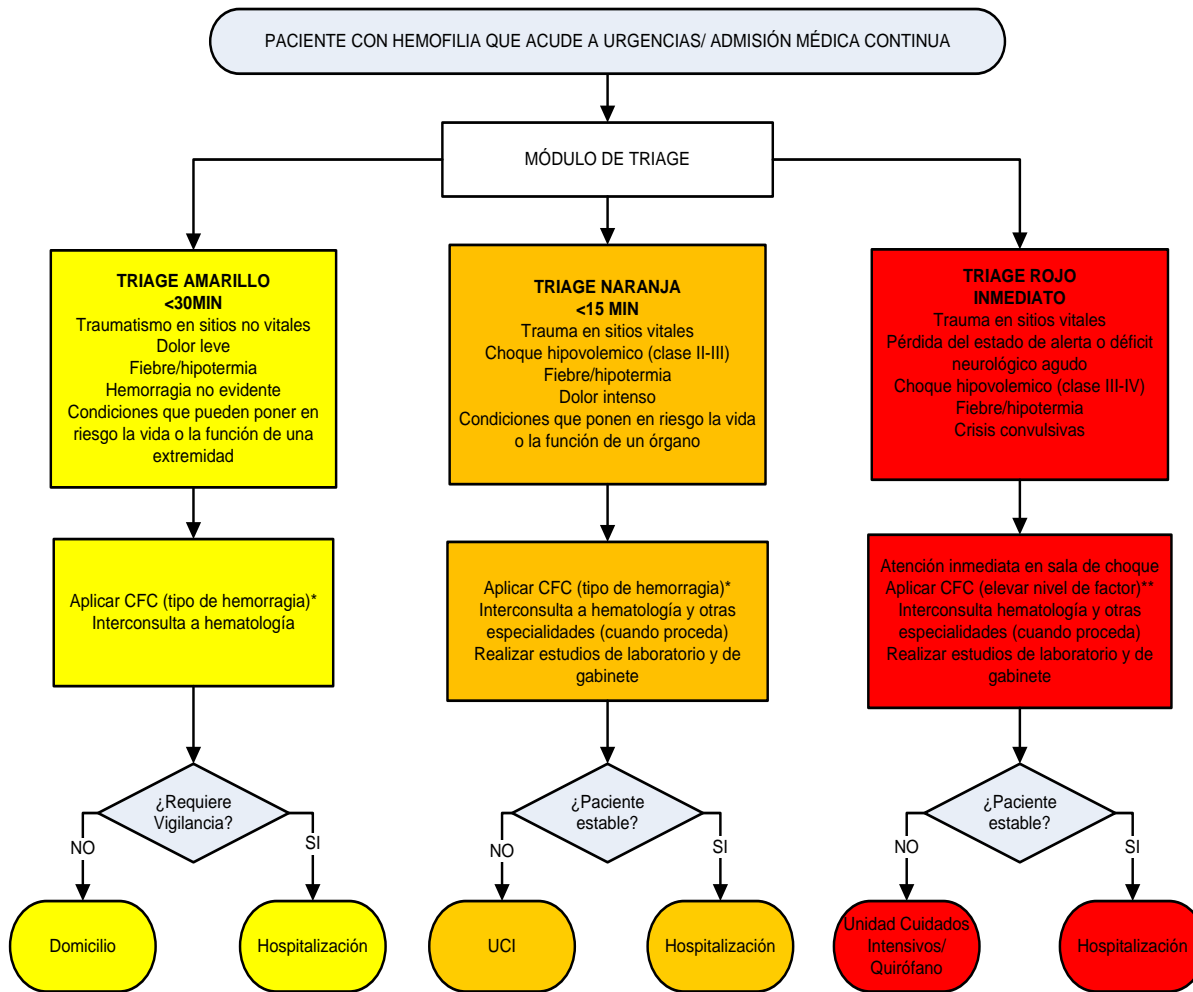 PACIENTE CON HEMOFILIA QUE ACUDE A URGENCIAS/ ADMISIÓN MÉDICA CONTINUA
MÓDULO DE TRIAGE
TRIAGE AMARILLO
<30MIN
Traumatismo en sitios no vitales
Dolor leve
Fiebre/hipotermia
Hemorragia no evidente
Condiciones que pueden poner en
riesgo la vida o la función de una
extremidad
TRIAGE NARANJA
<15 MIN
Trauma en sitios vitales
Choque hipovolemico (clase II-III)
Fiebre/hipotermia
Dolor intenso
Condiciones que ponen en riesgo la vida
o la función de un órgano
TRIAGE ROJO
INMEDIATO
Trauma en sitios vitales
Pérdida del estado de alerta o déficit
neurológico agudo
Choque hipovolemico (clase III-IV)
Fiebre/hipotermia
Crisis convulsivas
Aplicar CFC (tipo de hemorragia)*
Interconsulta a hematología
Aplicar CFC (tipo de hemorragia)*
Interconsulta a hematología y otras
especialidades (cuando proceda)
Realizar estudios de laboratorio y de
gabinete
Atención inmediata en sala de choque
Aplicar CFC (elevar nivel de factor)**
Interconsulta hematología y otras
especialidades (cuando proceda)
Realizar estudios de laboratorio y de
gabinete
¿Requiere
Vigilancia?
NO
SI
¿Paciente
estable?
NO
SI
¿Paciente
estable?
NO
SI
Domicilio
Hospitalización
UCI
Hospitalización
Unidad Cuidados
Intensivos/
Quirófano
Hospitalización